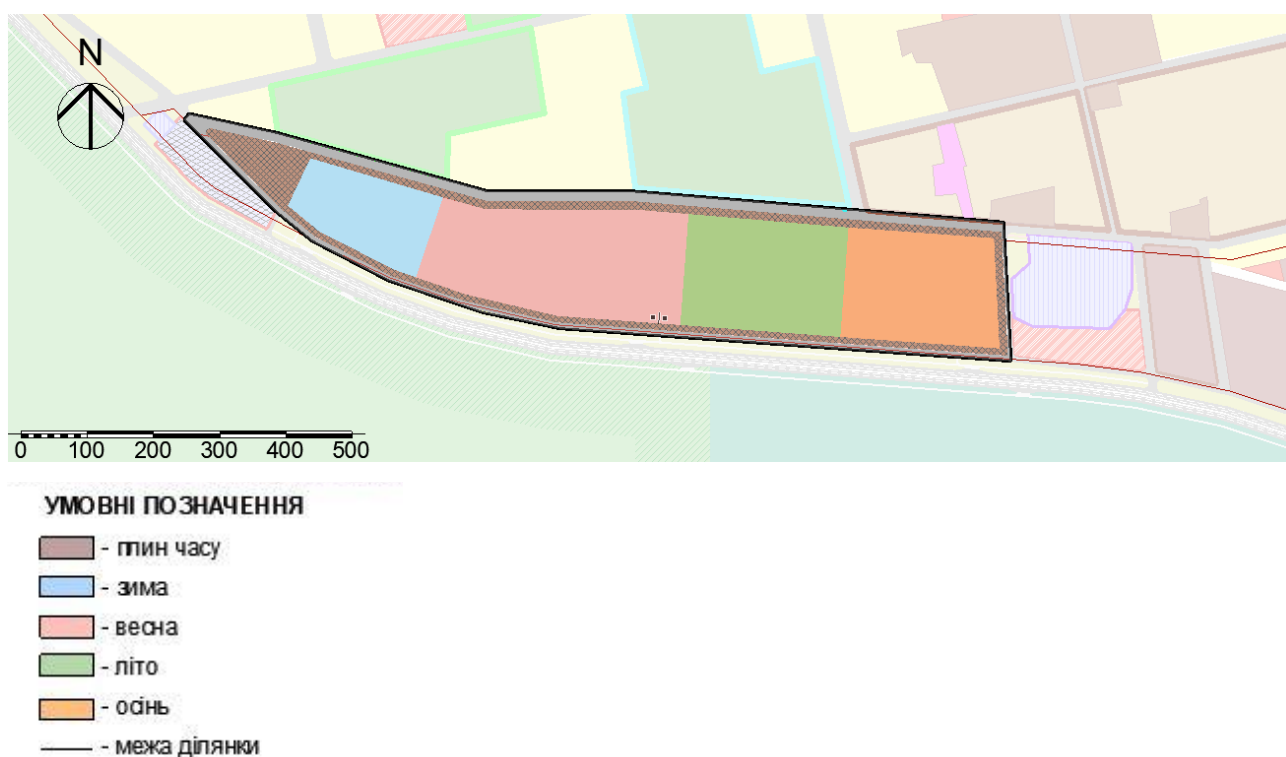 N
0 100 200 300 400 500
УМОВНІ ПОЗНАЧЕННЯ
- плин часу
- зима
- весна
- літо
- осінь
- межа ділянки